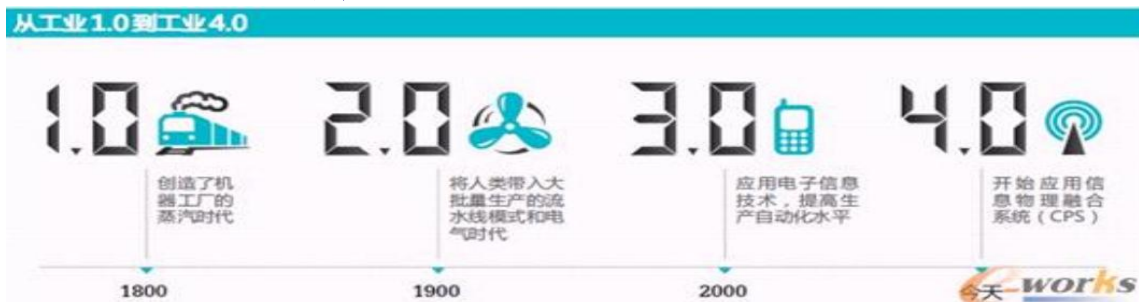 从工业1.0到工业4.0
1.0
2.0
3.0
4.0
创造了机
器工厂的
蒸汽时代
将人类带入大
批量生产的流
水线模式和电
气时代
应用电子信息
技术，提高生
产自动化水平
开始应用信
息物理融合
系统（CPS）
1800
1900
2000
今天
e-works